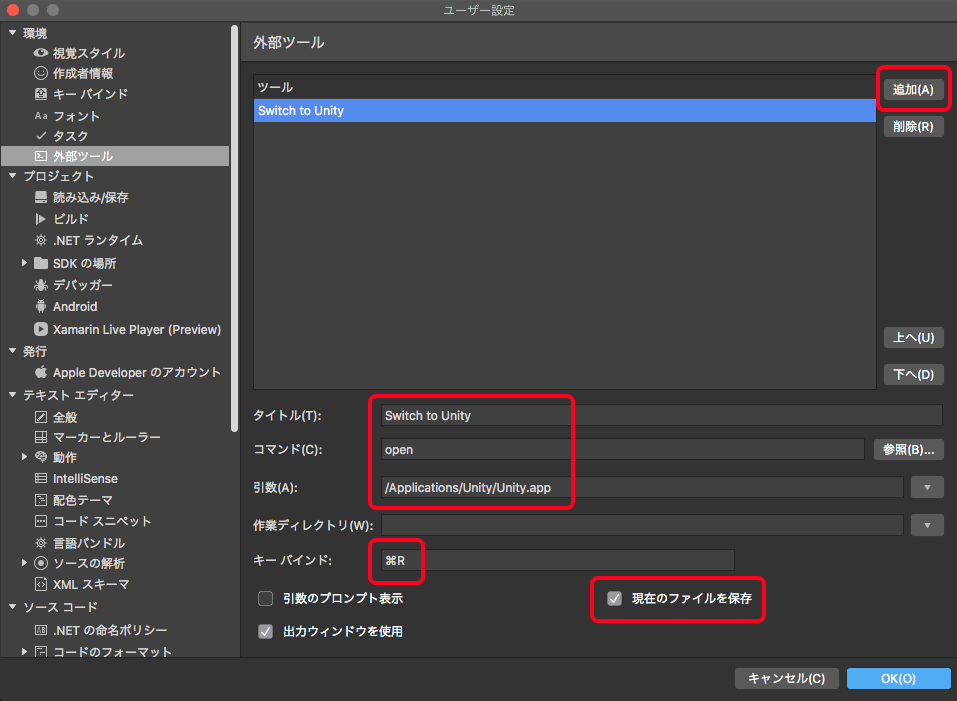 ユーザー設定
環境
視覚スタイル
作成者情報
キー バインド
Aa フォント
タスク
外部ツール
プロジェクト
読み込み/保存
ビルド
.NET ランタイム
SDK の場所
デバッガー
Android
Xamarin Live Player (Preview)
発行
Apple Developer のアカウント
テキスト エディター
全般
マーカーとルーラー
動作
IntelliSense
配色テーマ
コード スニペット
言語バンドル
ソースの解析
XML スキーマ
ソース コード
.NET の命名ポリシー
コードのフォーマット
外部ツール
ツール
Switch to Unity
追加(A)
削除(R)
上へ(U)
下へ(D)
タイトル(T): Switch to Unity
コマンド(C): open 参照(B)...
引数(A): /Applications/Unity/Unity.app
作業ディレクトリ(W):
キー バインド: ⌘R
引数のプロンプト表示 現在のファイルを保存
出力ウィンドウを使用
キャンセル(C) OK(O)